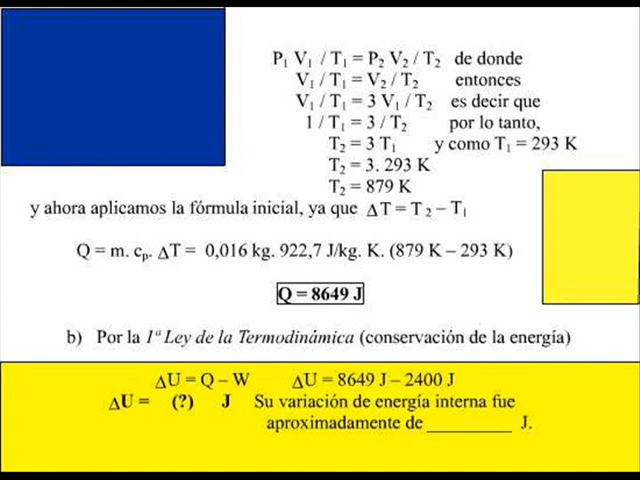 P₁ V₁ / T₁ = P₂ V₂ / T₂ de donde
V₁ / T₁ = V₂ / T₂ entonces
V₁ / T₁ = 3 V₁ / T₂ es decir que
1 / T₁ = 3 / T₂ por lo tanto,
T₂ = 3 T₁ y como T₁ = 293 K
T₂ = 3. 293 K
T₂ = 879 K
y ahora aplicamos la fórmula inicial, ya que ΔT = T₂ – T₁
Q = m. cₚ. ΔT = 0,016 kg. 922,7 J/kg. K. (879 K – 293 K)
Q = 8649 J
b) Por la 1ª Ley de la Termodinámica (conservación de la energía)
ΔU = Q – W ΔU = 8649 J – 2400 J
ΔU = (?) J Su variación de energía interna fue
aproximadamente de _________ J.